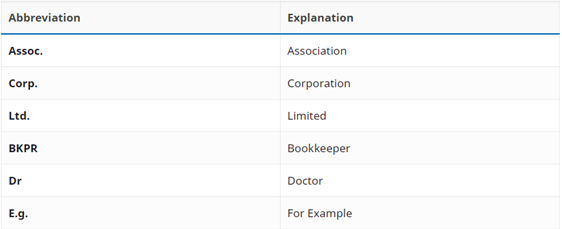 Abbreviation Explanation
Assoc. Association
Corp. Corporation
Ltd. Limited
BKPR Bookkeeper
Dr Doctor
E.g. For Example